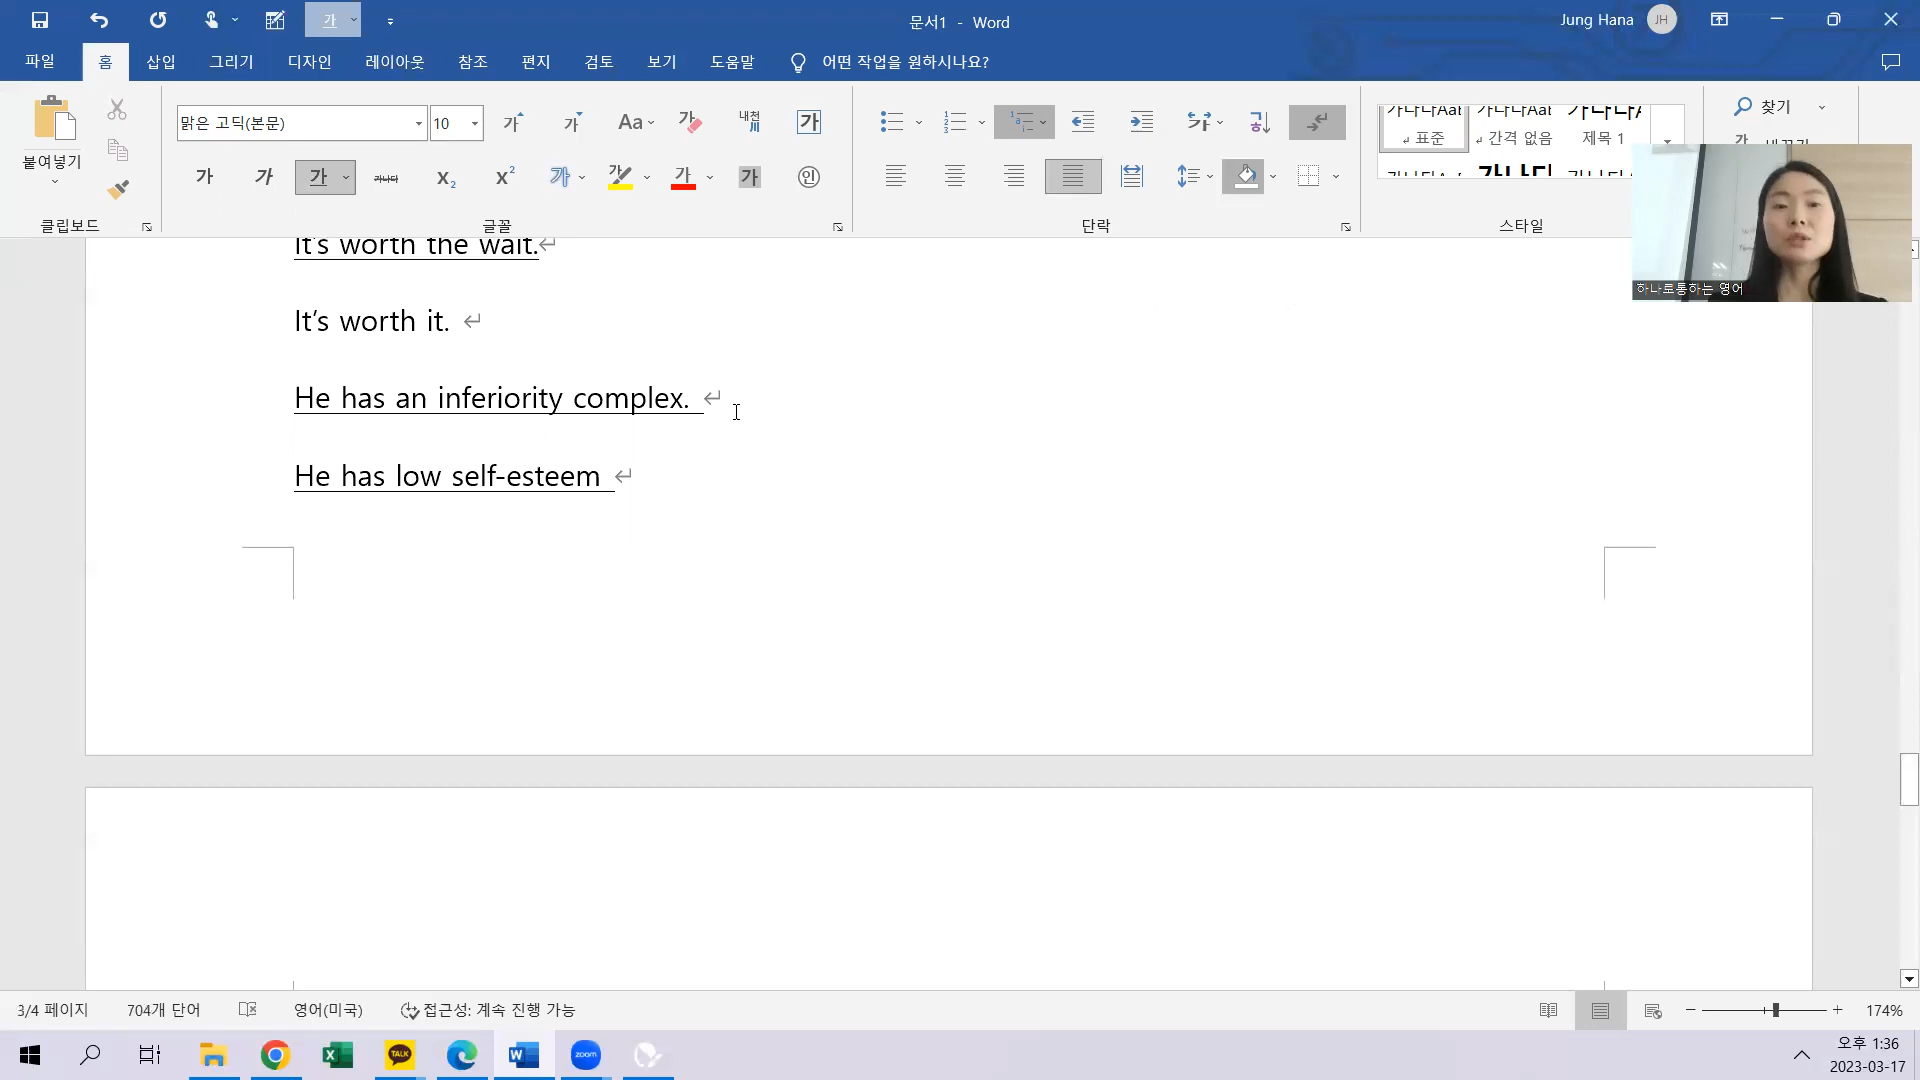 문서1 - Word
Jung Hana
JH
파일 홈 삽입 그리기 디자인 레이아웃 참조 편지 검토 보기 도움말 어떤 작업을 원하시나요?
붙여넣기
클립보드
맑은 고딕(본문) 10
글꼴
단락
표준
간격 없음
제목 1
스타일
찾기
하나로통하는 영어
It's worth the wait.
It's worth it.
He has an inferiority complex.
He has low self-esteem
3/4 페이지 704개 단어 영어(미국) 접근성: 계속 진행 가능 174%
TALK
zoom
오후 1:36
2023-03-17